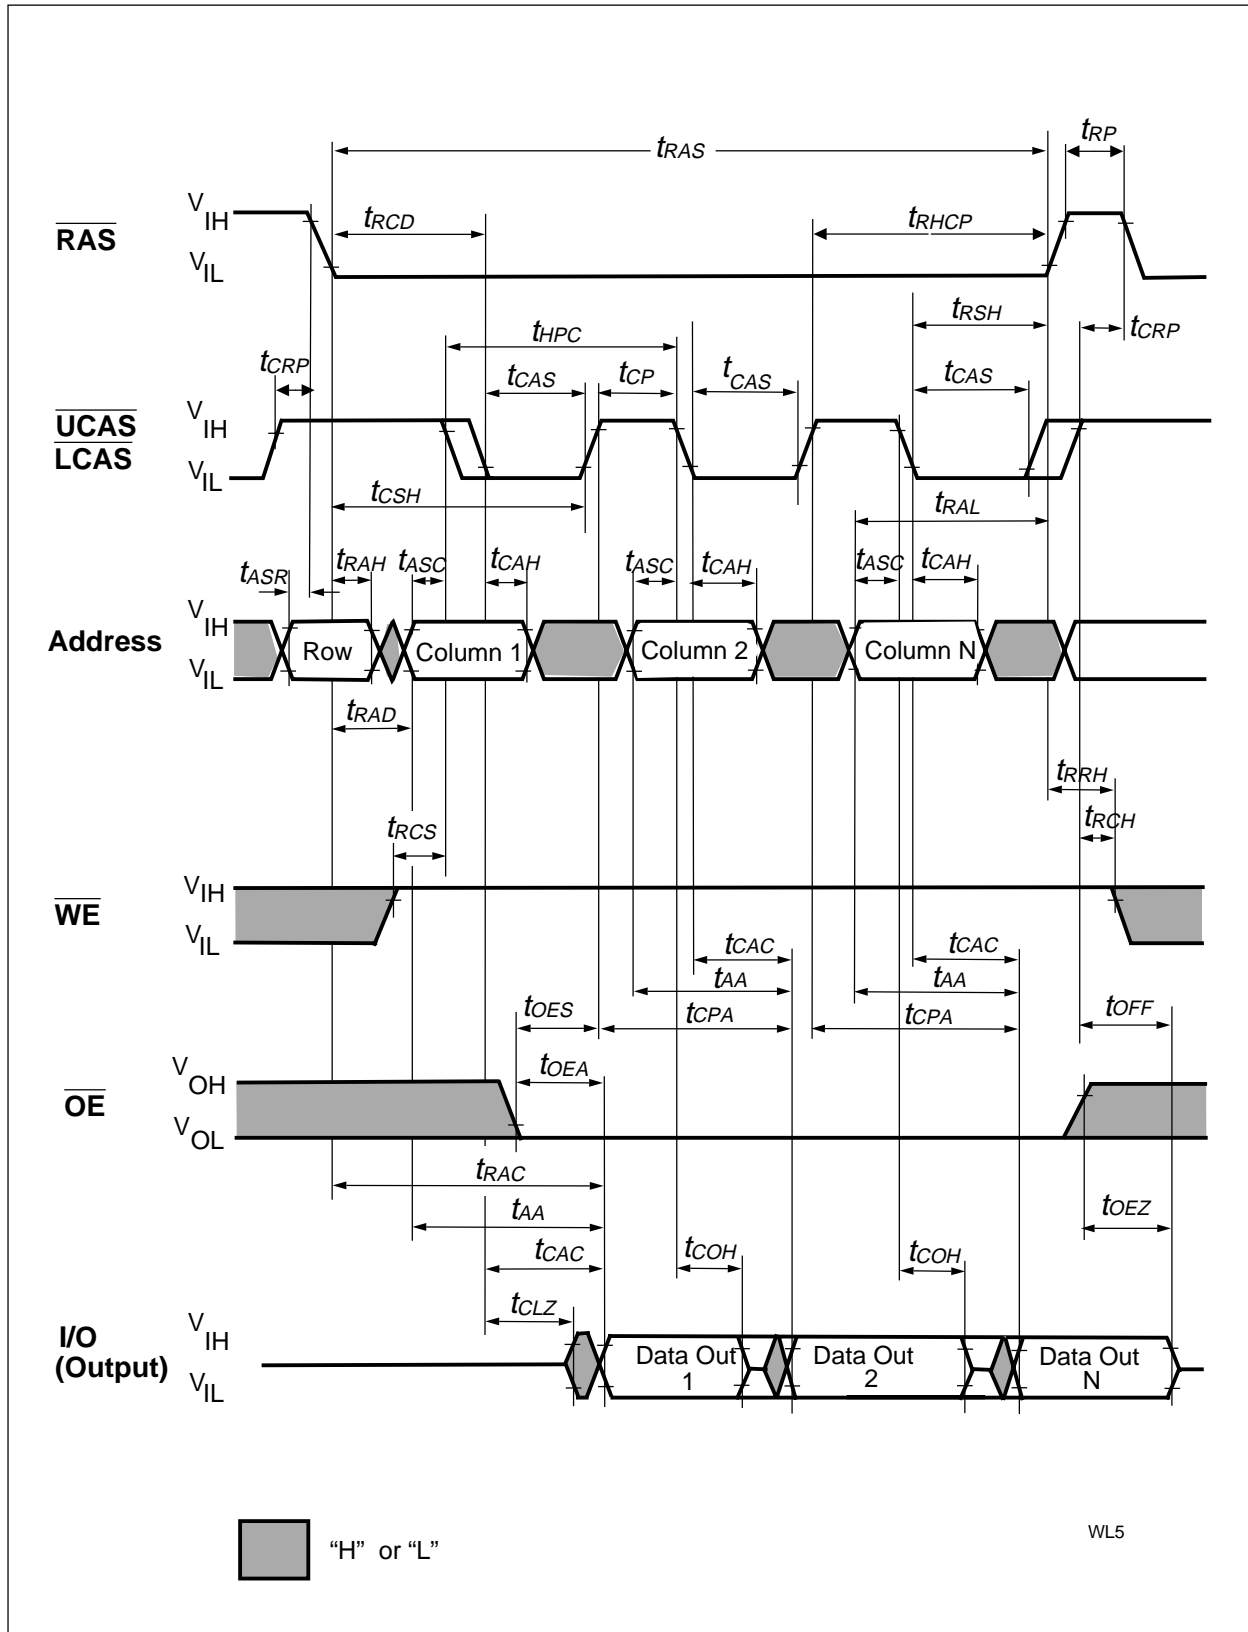 tRAS
tRP
RAS
VIH
VIL
tRCD
tRHCP
tRSH
tCRP
tHPC
tCRP
tCAS
tCP
tCAS
tCAS
UCAS
LCAS
VIH
VIL
tCSH
tRAL
tASR
tRAH
tASC
tCAH
tASC
tCAH
tASC
tCAH
Address
VIH
VIL
Row
Column 1
Column 2
Column N
tRAD
tRRH
tRCH
tRCS
WE
VIH
VIL
tCAC
tCAC
tAA
tAA
tOES
tCPA
tCPA
tOFF
tOEA
OE
VOH
VOL
tRAC
tAA
tOEZ
tCAC
tCOH
tCOH
tCLZ
I/O
(Output)
VIH
VIL
Data Out
1
Data Out
2
Data Out
N
“H” or “L”
WL5